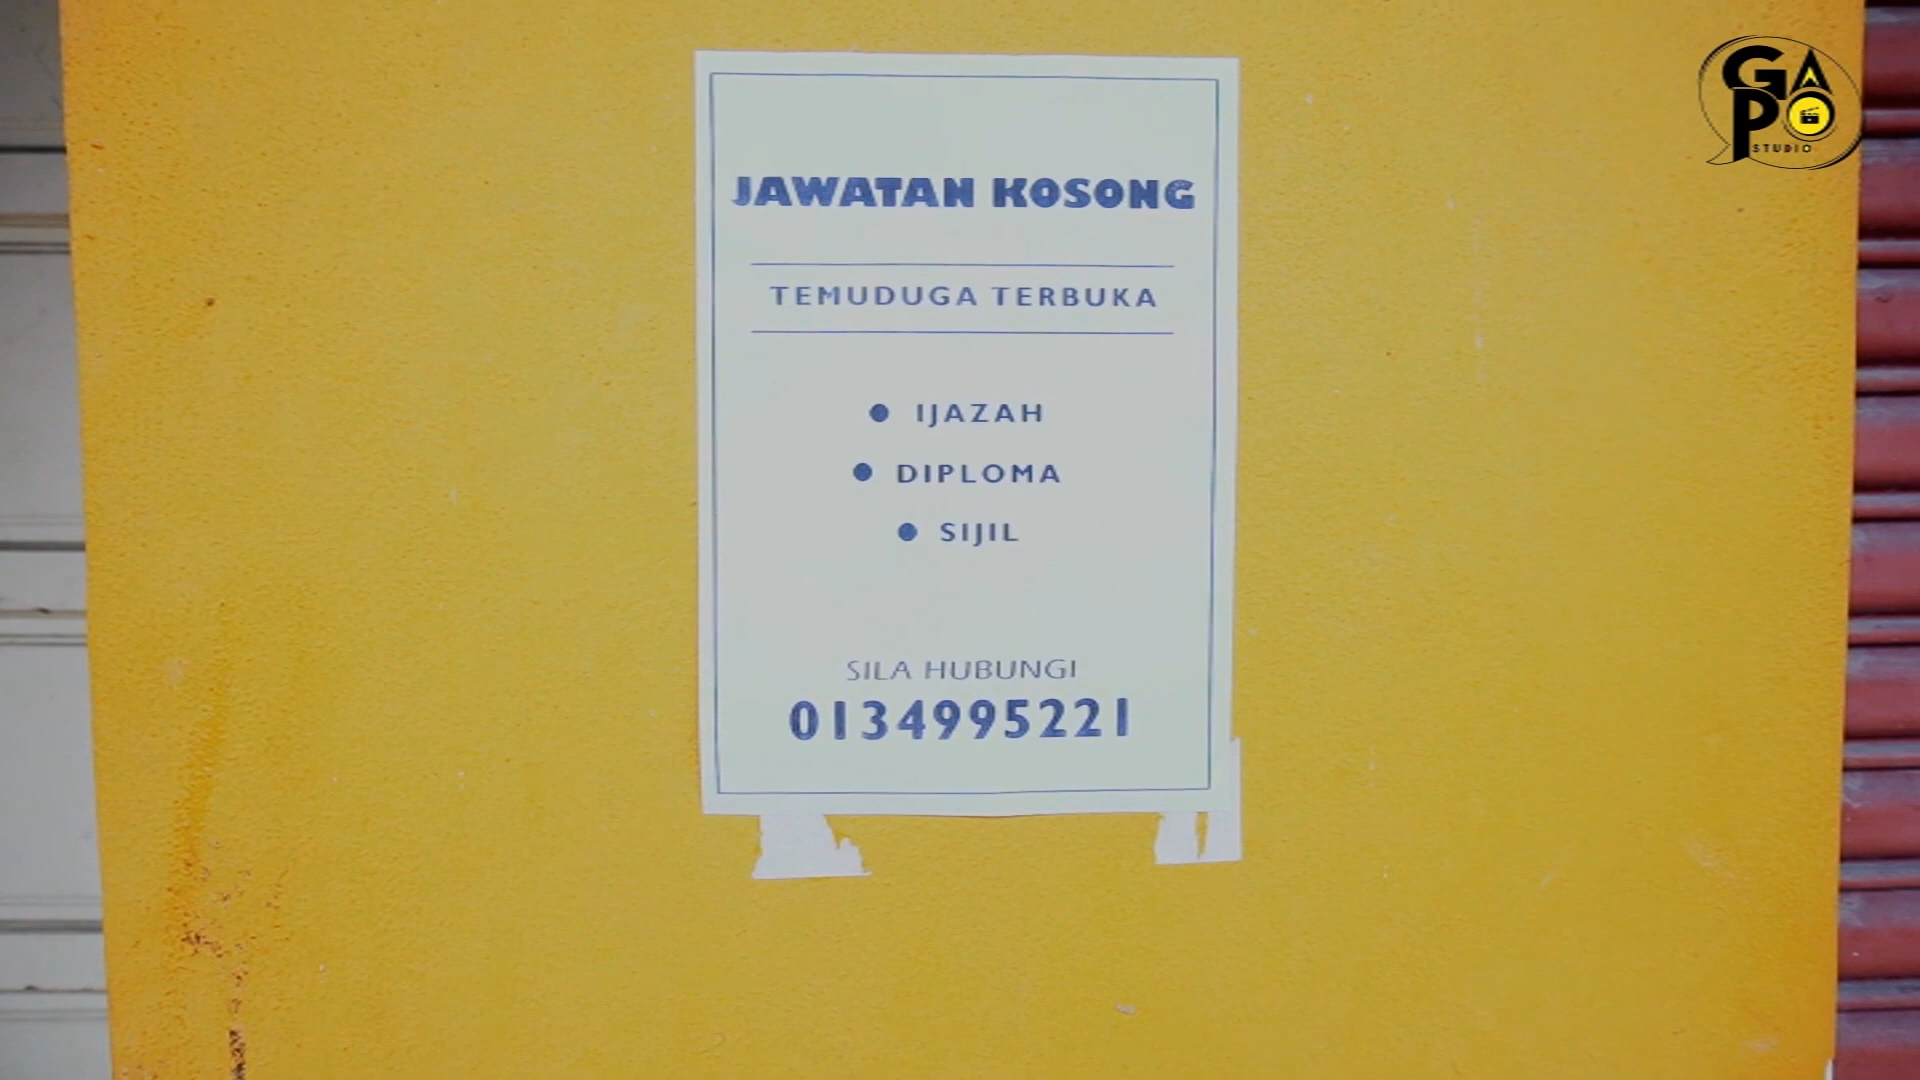 JAWATAN KOSONG
TEMUDUGA TERBUKA
● IJAZAH
● DIPLOMA
● SIJIL
SILA HUBUNGI
0134995221
GAPO
STUDIO